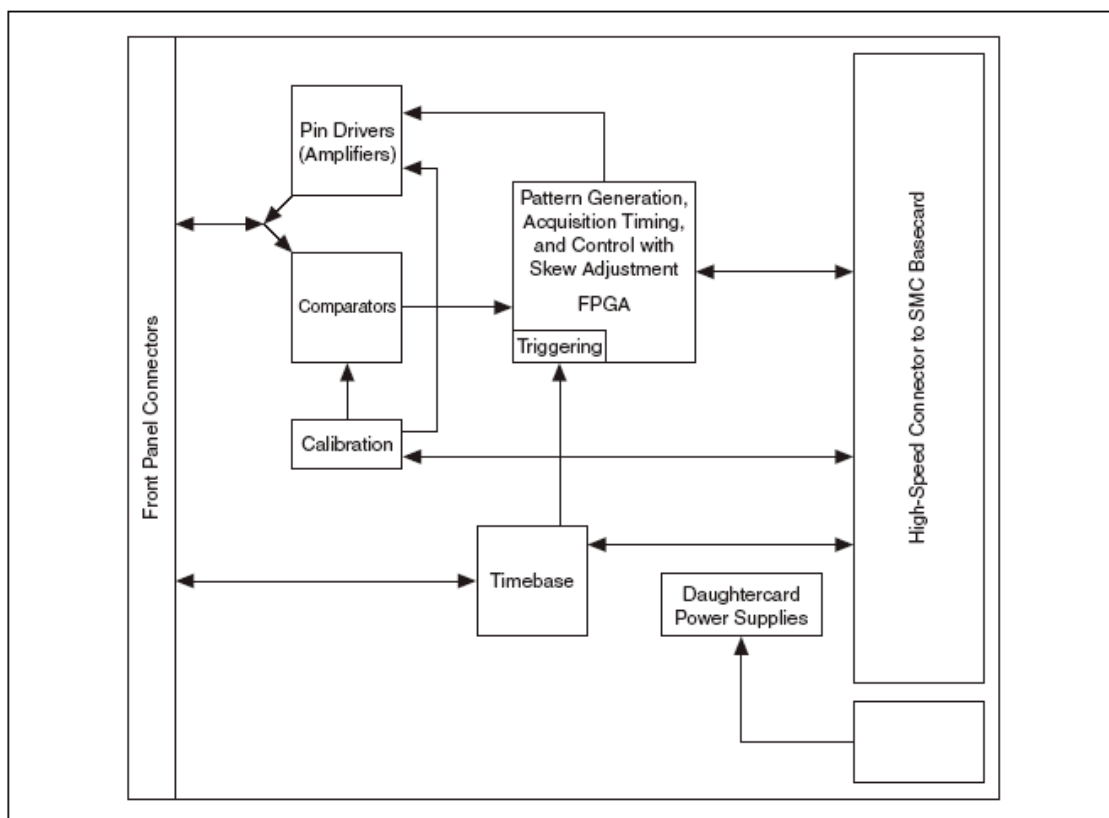 Front Panel Connectors
Pin Drivers
(Amplifiers)
Comparators
Calibration
Pattern Generation,
Acquisition Timing,
and Control with
Skew Adjustment
FPGA
Triggering
Timebase
Daughtercard
Power Supplies
High-Speed Connector to SMC Basecard